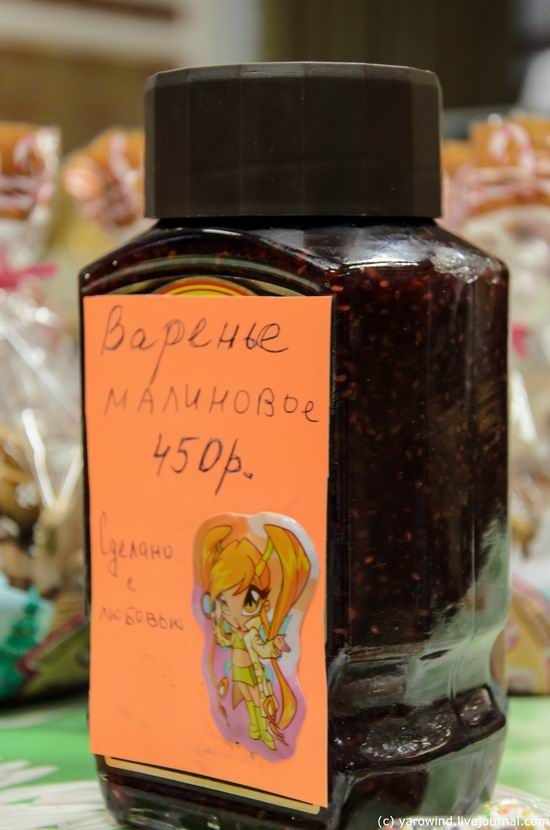 Варенье
малиновое
450р.
Сделано
с
любовью
(c) yarowind.livejournal.com